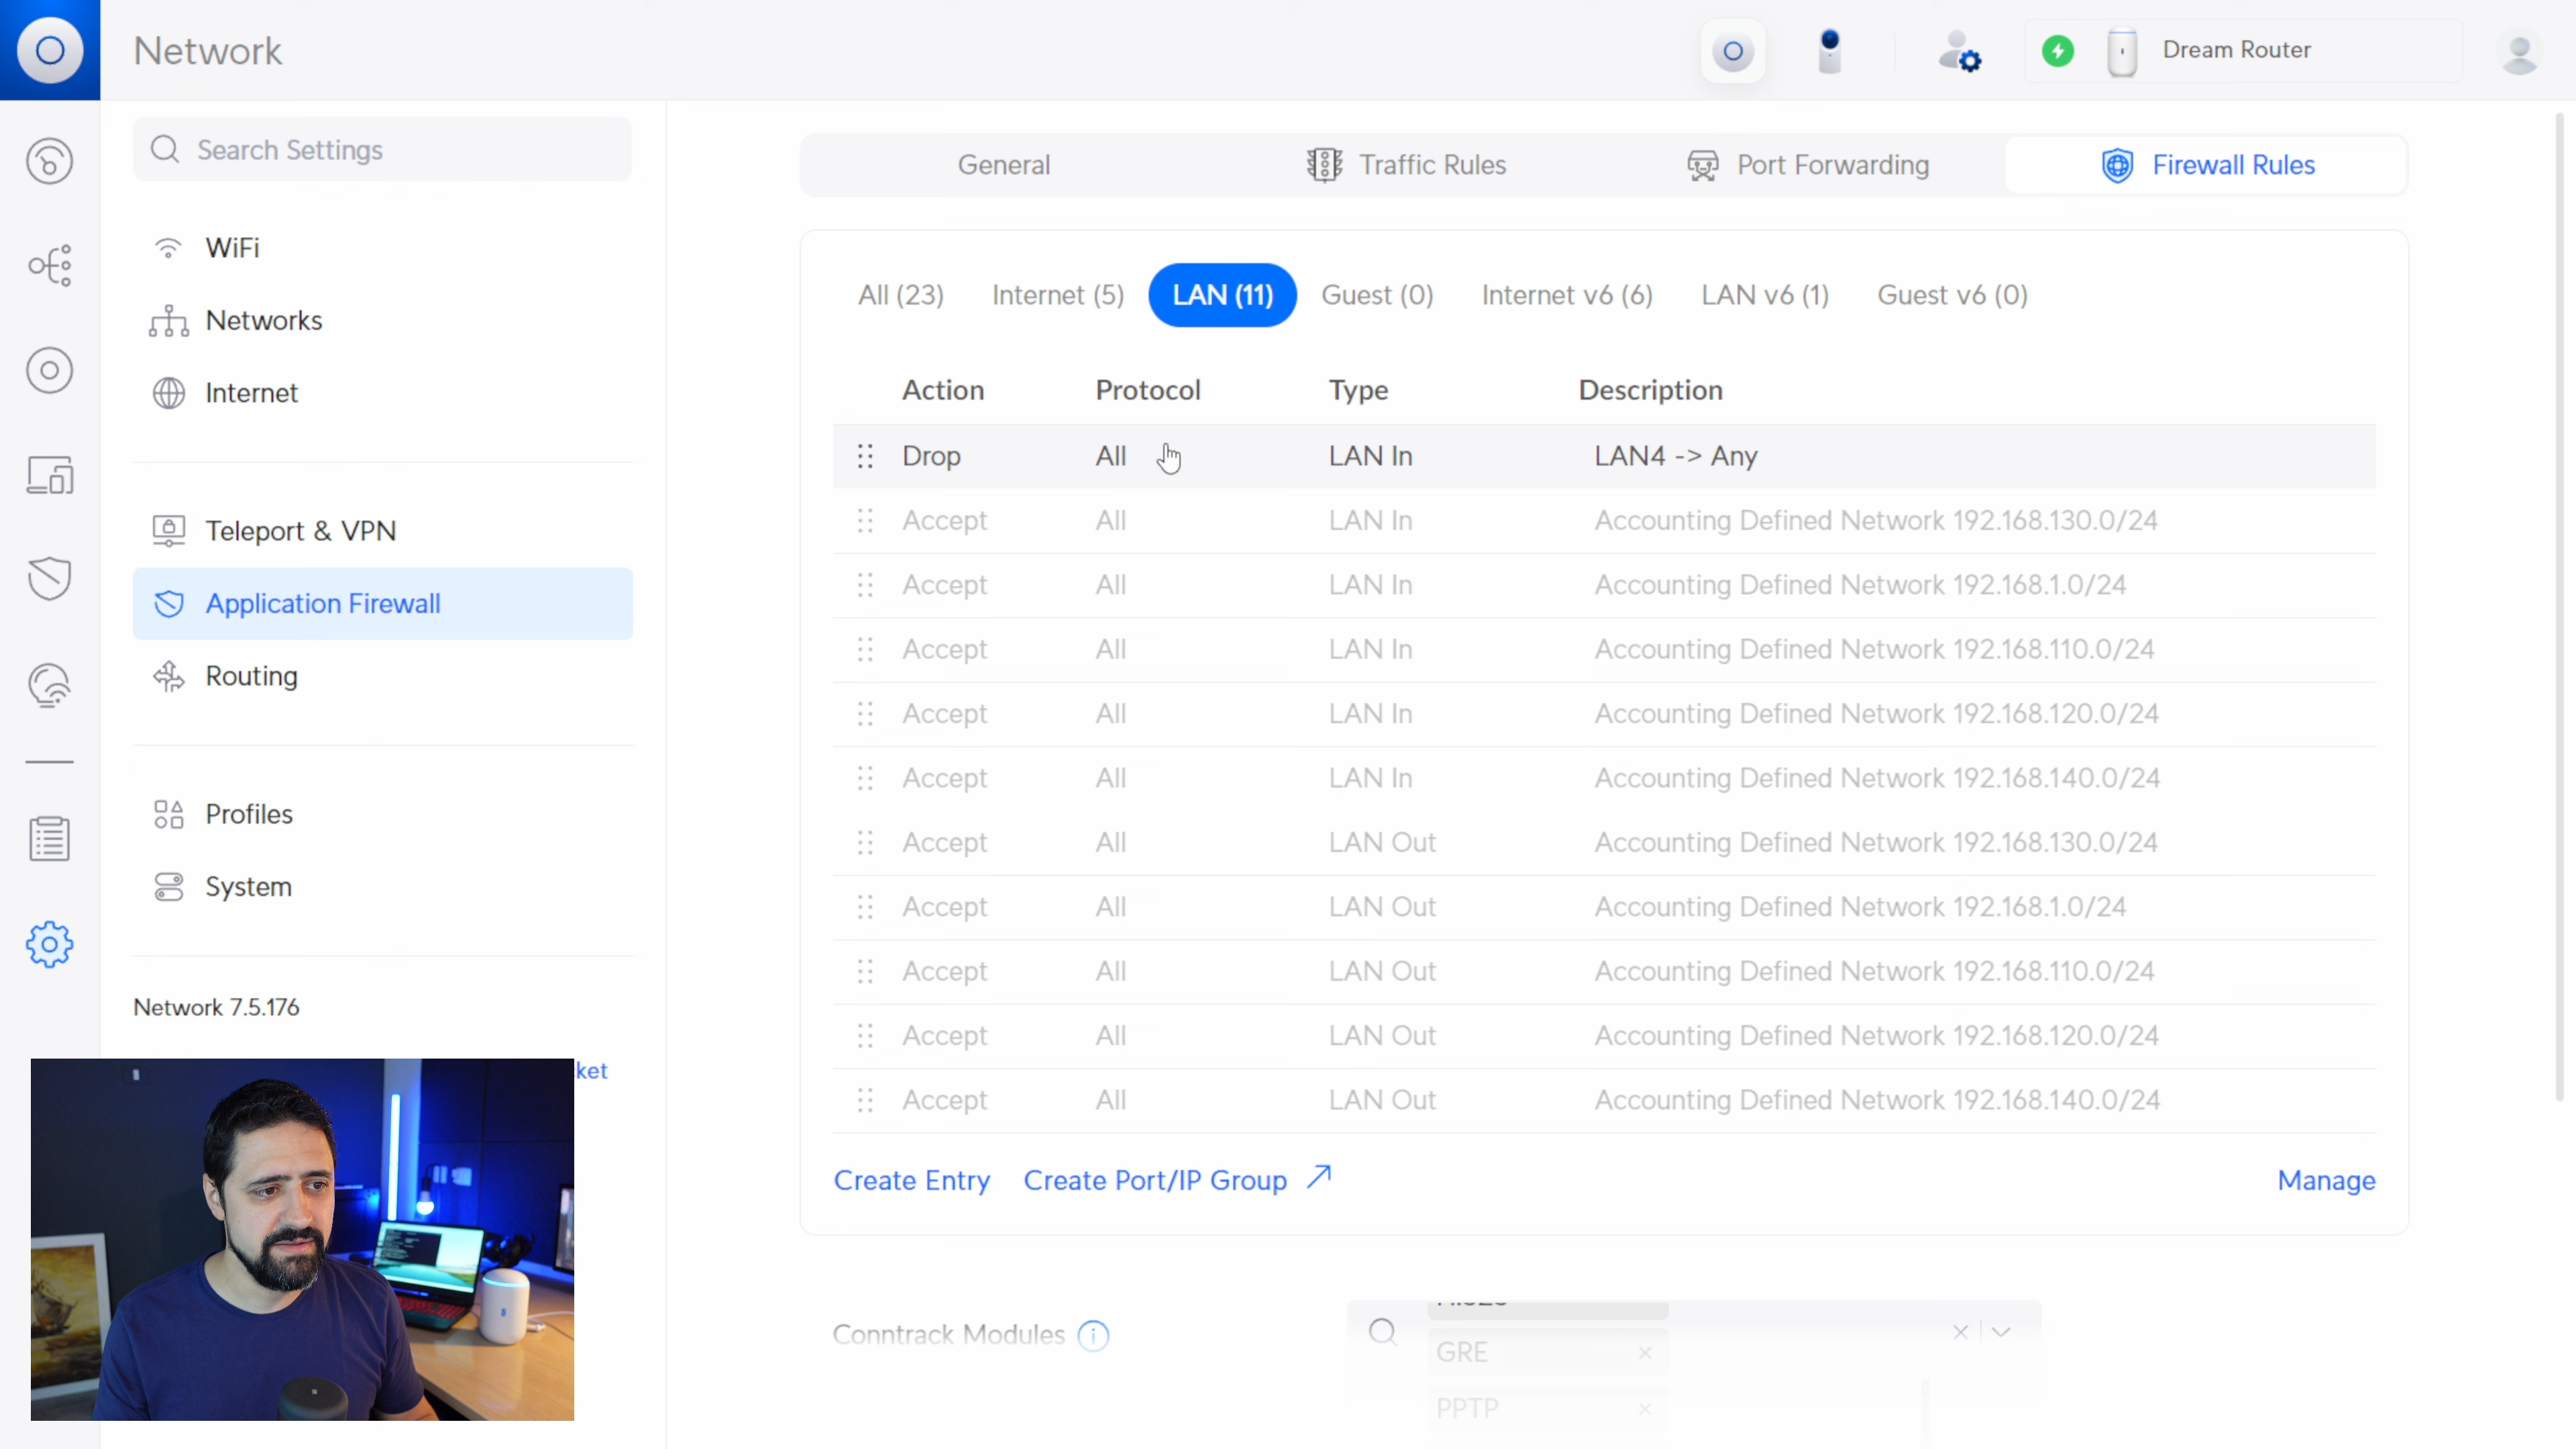 Network
Dream Router
Search Settings
WiFi
Networks
Internet
Teleport & VPN
Application Firewall
Routing
Profiles
System
Network 7.5.176
ket
General
Traffic Rules
Port Forwarding
Firewall Rules
All (23)
Internet (5)
LAN (11)
Guest (0)
Internet v6 (6)
LAN v6 (1)
Guest v6 (0)
Action Protocol Type Description
Drop All LAN In LAN4 -> Any
Accept All LAN In Accounting Defined Network 192.168.130.0/24
Accept All LAN In Accounting Defined Network 192.168.1.0/24
Accept All LAN In Accounting Defined Network 192.168.110.0/24
Accept All LAN In Accounting Defined Network 192.168.120.0/24
Accept All LAN In Accounting Defined Network 192.168.140.0/24
Accept All LAN Out Accounting Defined Network 192.168.130.0/24
Accept All LAN Out Accounting Defined Network 192.168.1.0/24
Accept All LAN Out Accounting Defined Network 192.168.110.0/24
Accept All LAN Out Accounting Defined Network 192.168.120.0/24
Accept All LAN Out Accounting Defined Network 192.168.140.0/24
Create Entry
Create Port/IP Group
Manage
Conntrack Modules
GRE
PPTP